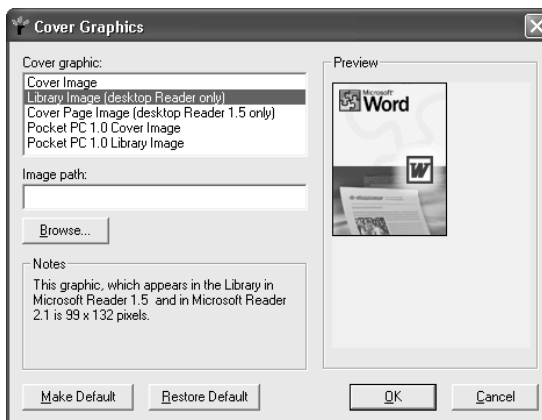 Cover Graphics
Cover graphic:
Cover Image
Library Image (desktop Reader only)
Cover Page Image (desktop Reader 1.5 only)
Pocket PC 1.0 Cover Image
Pocket PC 1.0 Library Image
Image path:
Browse...
Notes
This graphic, which appears in the Library in
Microsoft Reader 1.5 and in Microsoft Reader
2.1 is 99 x 132 pixels.
Make Default
Restore Default
Preview
Microsoft
Word
W
OK
Cancel